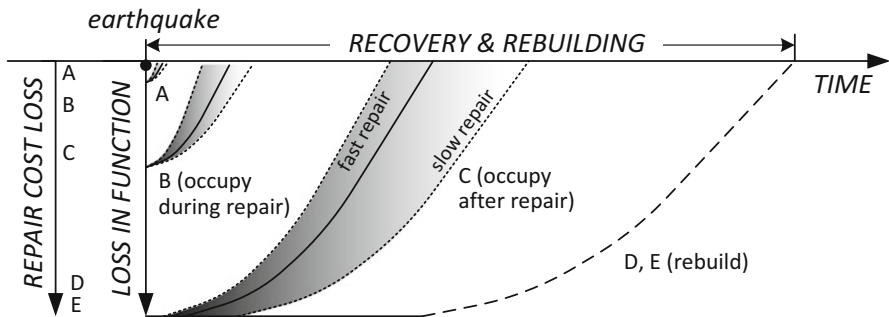 earthquake
RECOVERY & REBUILDING
TIME
REPAIR COST LOSS
A
B
C
D
E
LOSS IN FUNCTION
A
B (occupy
during repair)
fast repair
slow repair
C (occupy
after repair)
D, E (rebuild)